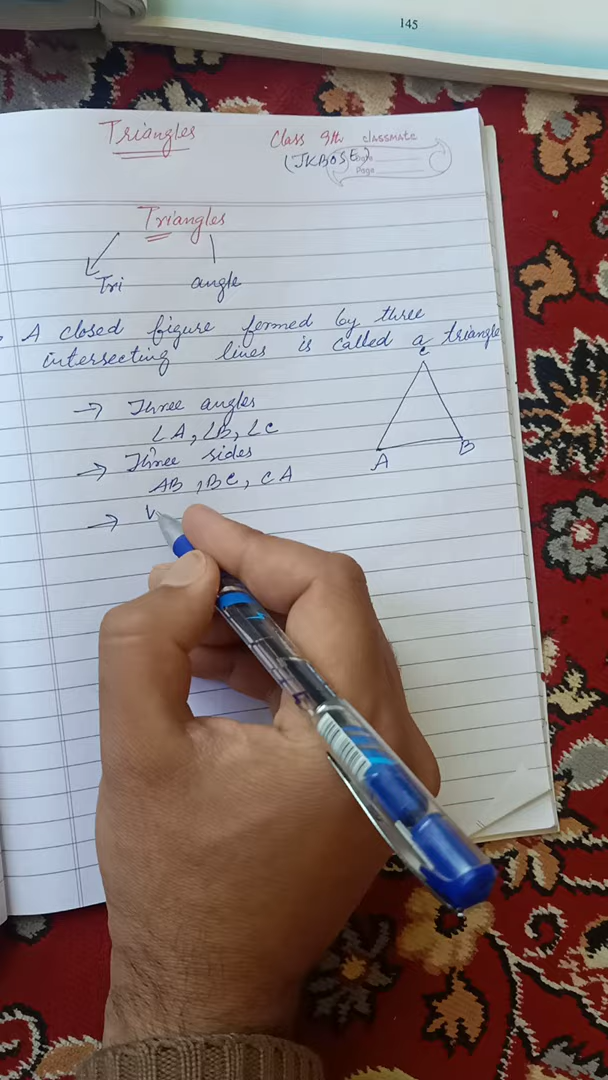 145
Triangles
Class 9th classmate
(JKBOSE)
Page
Triangles
Tri angle
A closed figure formed by three
intersecting lines is called a triangle
C
→ Three angles
∠A, ∠B, ∠C
→ Three sides
A B
AB, BC, CA
→ V